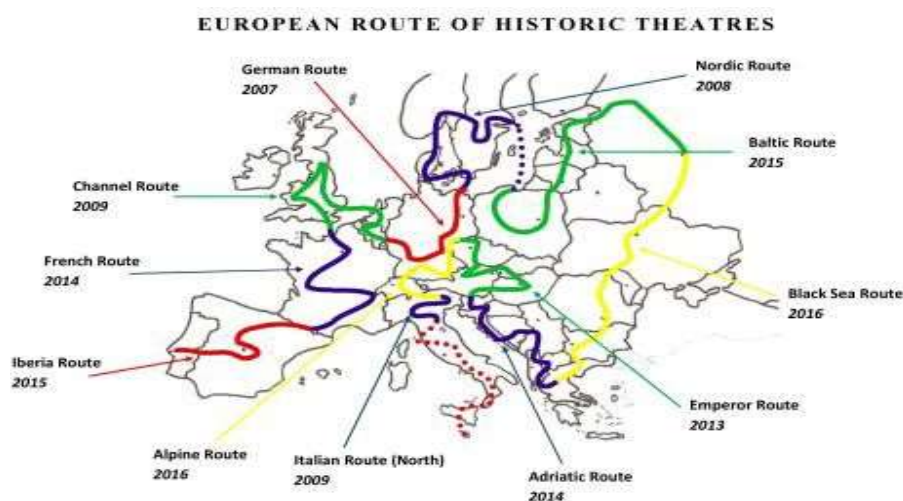 EUROPEAN ROUTE OF HISTORIC THEATRES
German Route
2007
Nordic Route
2008
Baltic Route
2015
Channel Route
2009
French Route
2014
Black Sea Route
2016
Iberia Route
2015
Emperor Route
2013
Alpine Route
2016
Italian Route (North)
2009
Adriatic Route
2014